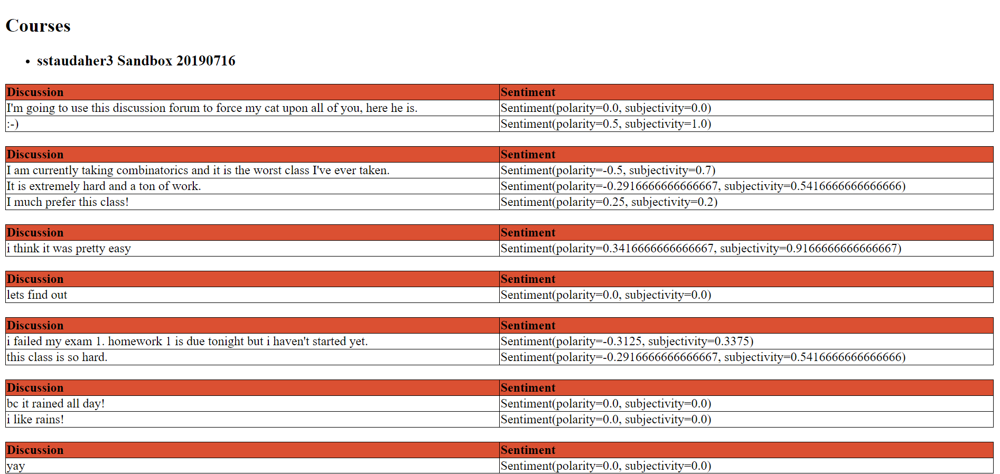 Courses
• sstaudaher3 Sandbox 20190716
Discussion Sentiment
I'm going to use this discussion forum to force my cat upon all of you, here he is. Sentiment(polarity=0.0, subjectivity=0.0)
:-) Sentiment(polarity=0.5, subjectivity=1.0)
Discussion Sentiment
I am currently taking combinatorics and it is the worst class I've ever taken. Sentiment(polarity=-0.5, subjectivity=0.7)
It is extremely hard and a ton of work. Sentiment(polarity=-0.2916666666666667, subjectivity=0.5416666666666666)
I much prefer this class! Sentiment(polarity=0.25, subjectivity=0.2)
Discussion Sentiment
i think it was pretty easy Sentiment(polarity=0.3416666666666667, subjectivity=0.9166666666666667)
Discussion Sentiment
lets find out Sentiment(polarity=0.0, subjectivity=0.0)
Discussion Sentiment
i failed my exam 1. homework 1 is due tonight but i haven't started yet. Sentiment(polarity=-0.3125, subjectivity=0.3375)
this class is so hard. Sentiment(polarity=-0.2916666666666667, subjectivity=0.5416666666666666)
Discussion Sentiment
bc it rained all day! Sentiment(polarity=0.0, subjectivity=0.0)
i like rains! Sentiment(polarity=0.0, subjectivity=0.0)
Discussion Sentiment
yay Sentiment(polarity=0.0, subjectivity=0.0)